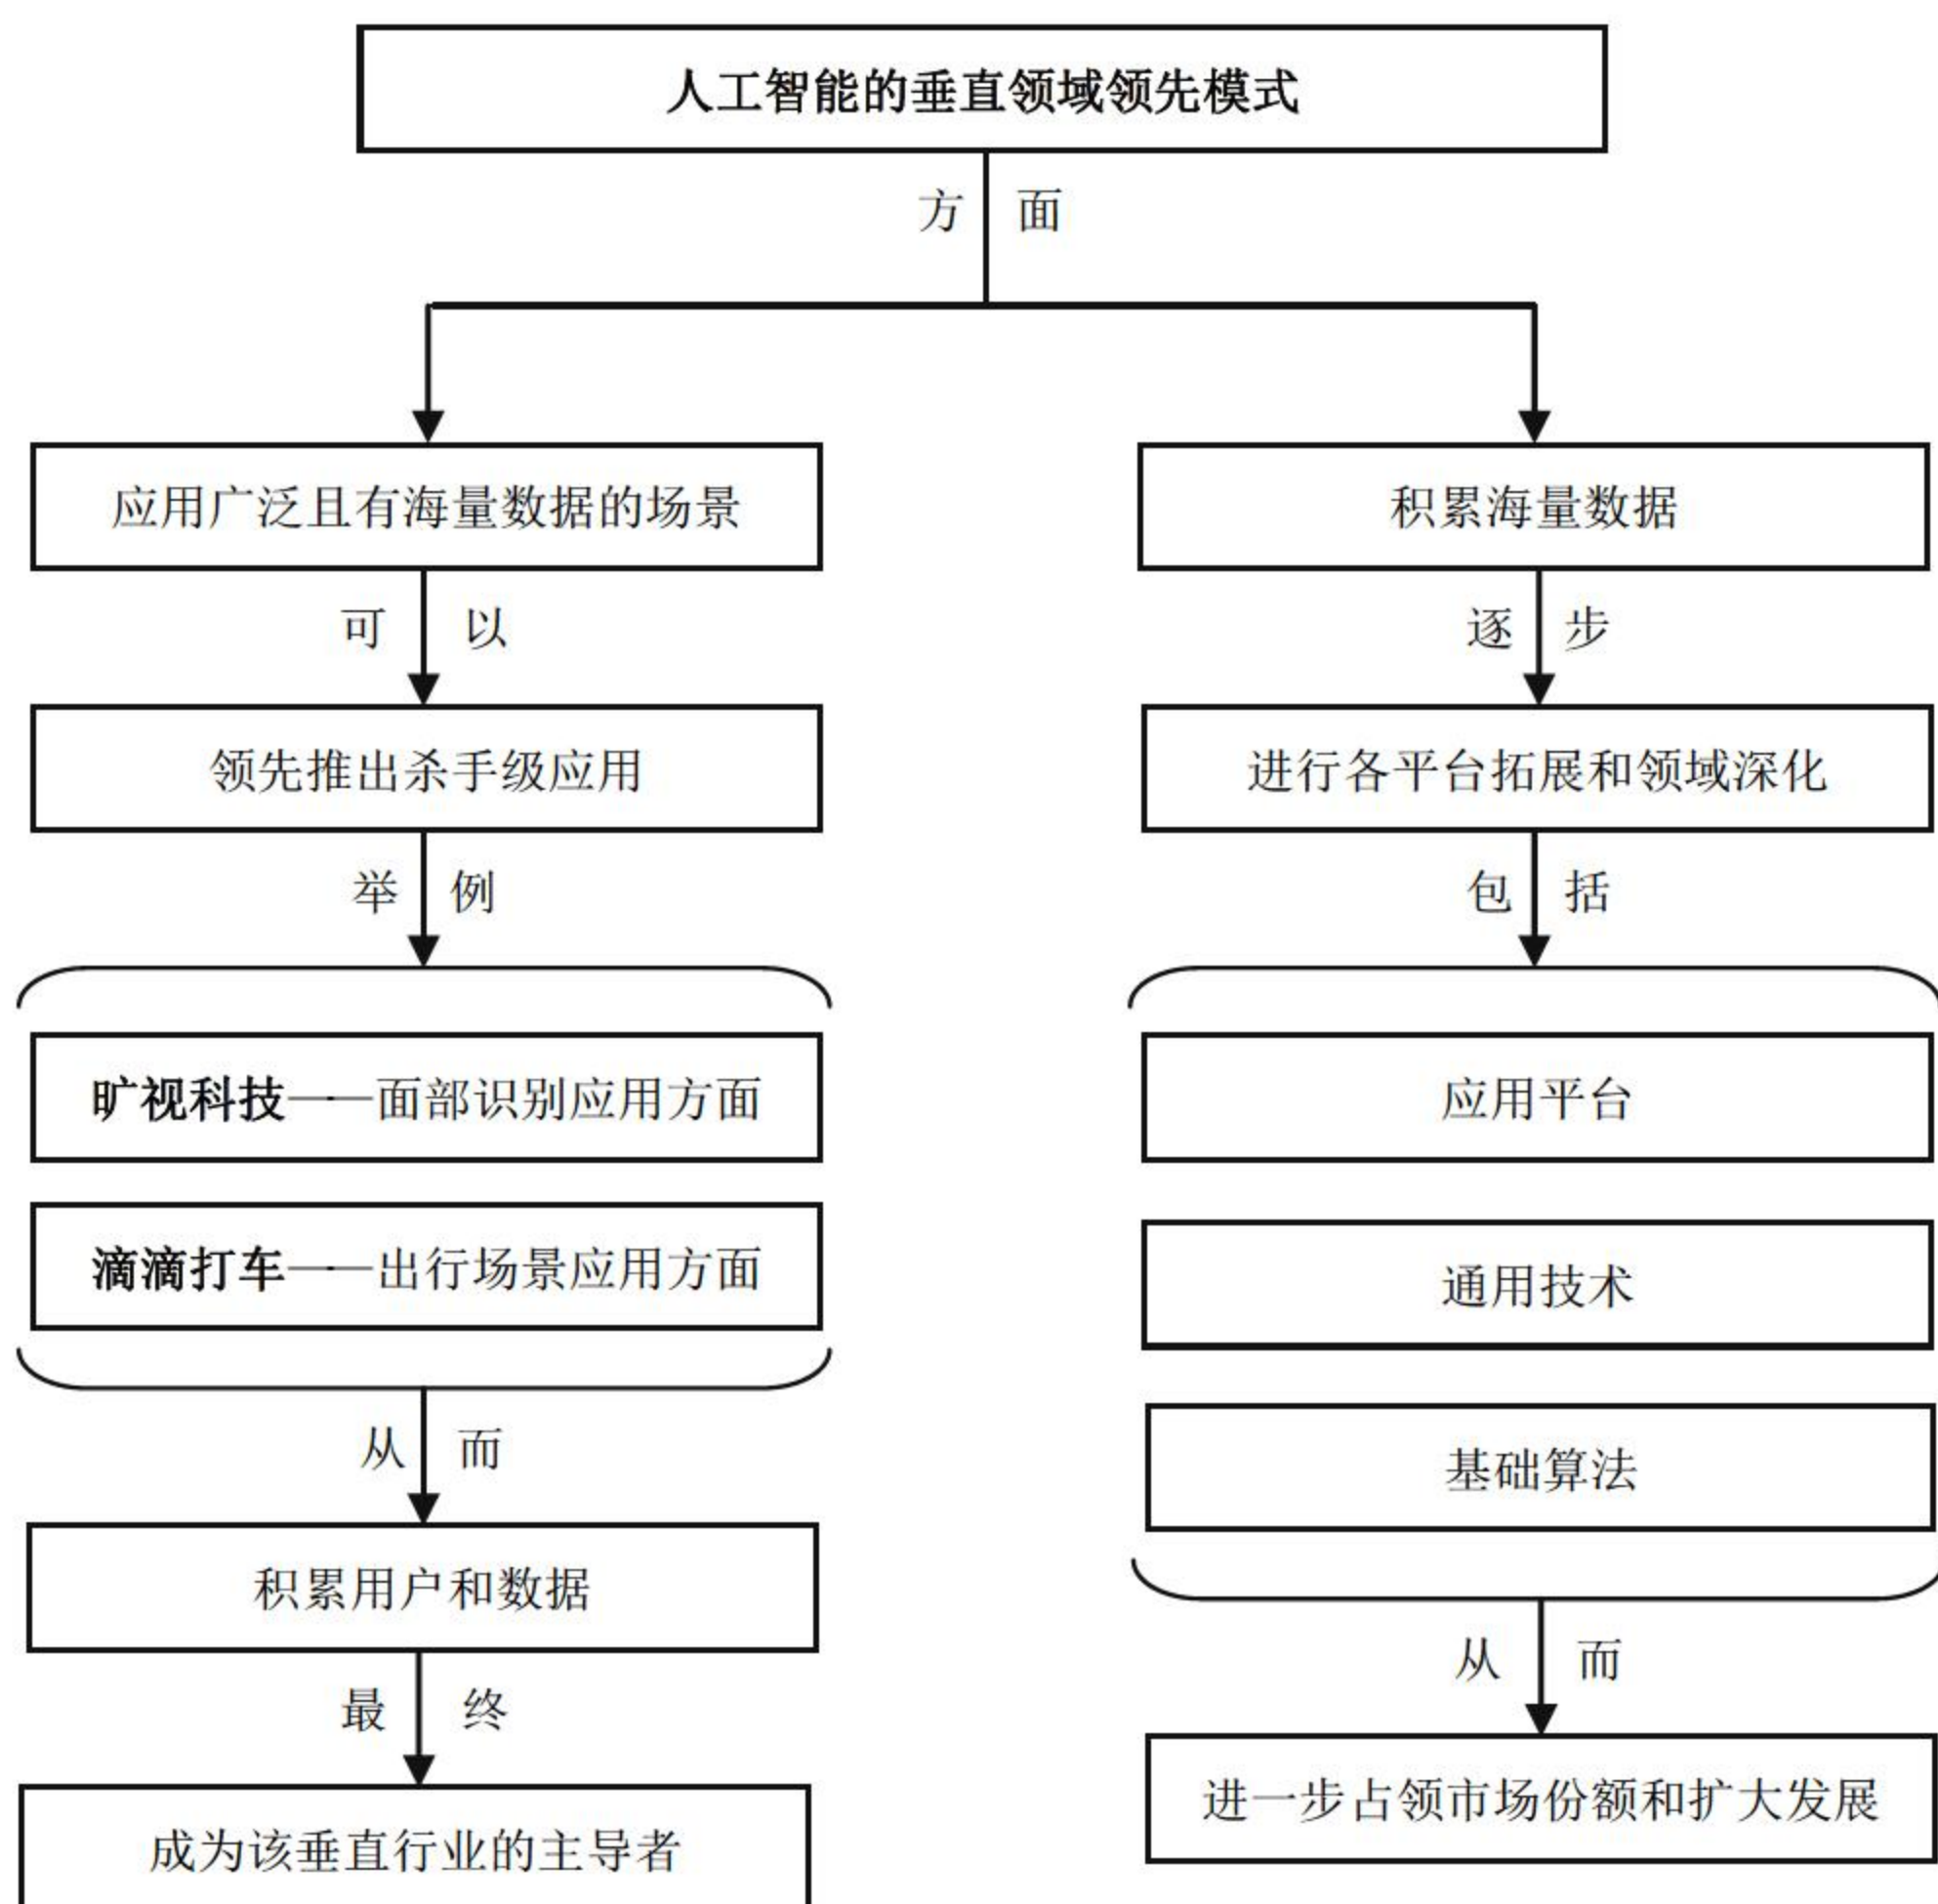 人工智能的垂直领域领先模式
方面
应用广泛且有海量数据的场景
可以
领先推出杀手级应用
举例
旷视科技——面部识别应用方面
滴滴打车——出行场景应用方面
从而
积累用户和数据
最终
成为该垂直行业的主导者
积累海量数据
逐步
进行各平台拓展和领域深化
包括
应用平台
通用技术
基础算法
从而
进一步占领市场份额和扩大发展